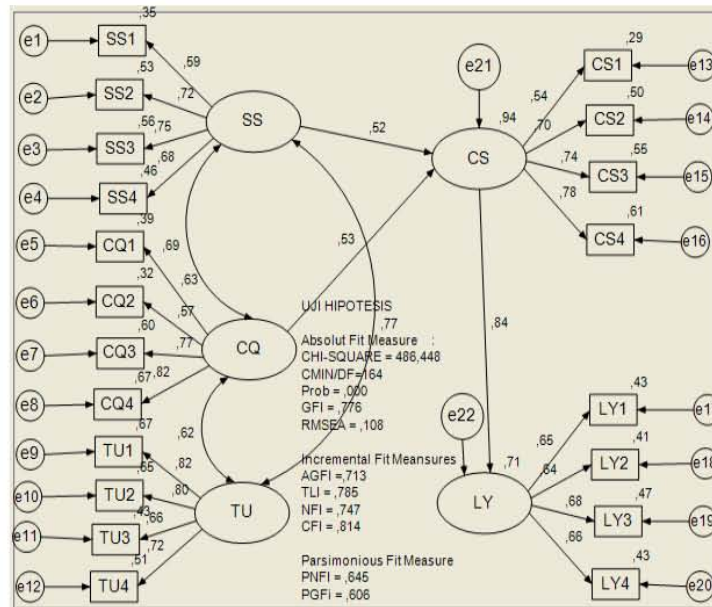 ,35
e1
SS1
,59
,53
e2
SS2
,72
,56
,75
e3
SS3
,68
,46
e4
SS4
SS
,52
,39
e5
CQ1
,69
,63
,32
e6
CQ2
,57
,60
e7
CQ3
,77
,82
,67
e8
CQ4
CQ
,53
,67
,62
e9
TU1
,82
e10
TU2
,80
,43
,66
e11
TU3
,72
,51
e12
TU4
TU
,77
e21
,94
CS
,29
,54
CS1
e13
,70
,50
CS2
e14
,74
,55
CS3
e15
,78
,61
CS4
e16
,84
UJI HIPOTESIS
Absolut Fit Measure :
CHI-SQUARE = 486,448
CMIN/DF=164
Prob = ,000
GFI = ,776
RMSEA = ,108
Incremental Fit Meansures
AGFI = ,713
TLI = ,785
NFI = ,747
CFI = ,814
Parsimonious Fit Measure
PNFI = ,645
PGFi = ,606
e22
,71
LY
,43
,65
LY1
,41
LY2
e18
,64
,47
,68
LY3
e19
,66
,43
LY4
e20